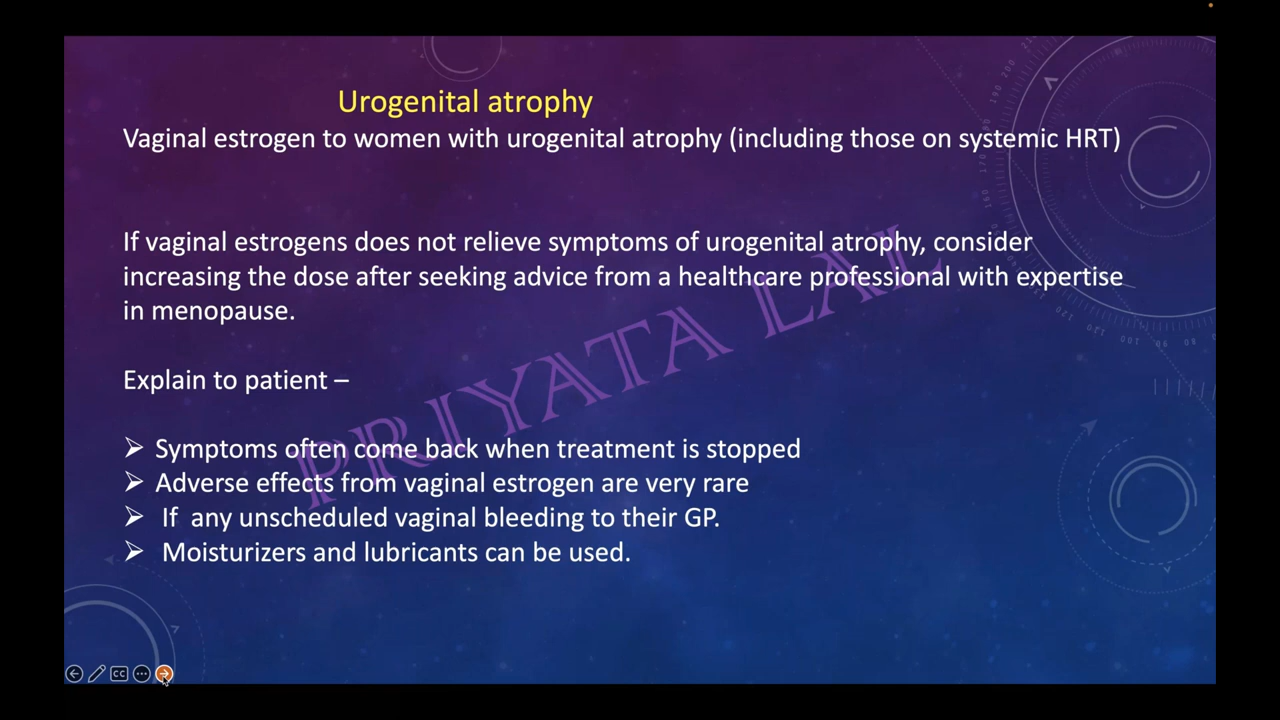 Urogenital atrophy
Vaginal estrogen to women with urogenital atrophy (including those on systemic HRT)
If vaginal estrogens does not relieve symptoms of urogenital atrophy, consider
increasing the dose after seeking advice from a healthcare professional with expertise
in menopause.
Explain to patient –
Symptoms often come back when treatment is stopped
Adverse effects from vaginal estrogen are very rare
If any unscheduled vaginal bleeding to their GP.
Moisturizers and lubricants can be used.
PRIYATA LAL
CC